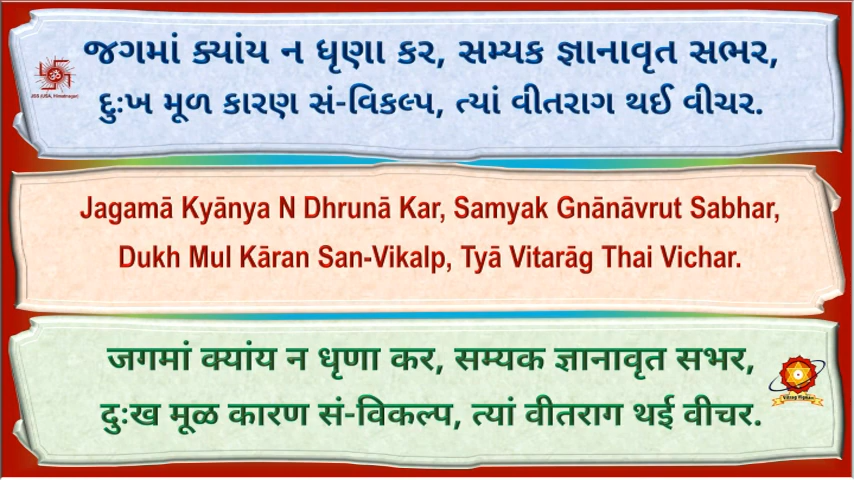 જગમાં ક્યાંય ન ધૃણા કર, સમ્યક જ્ઞાનાવૃત સભર,
દુઃખ મૂળ કારણ સં-વિકલ્પ, ત્યાં વીતરાગ થઈ વીચર.
Jagamā Kyānya N Dhrunā Kar, Samyak Gnānāvrut Sabhar,
Dukh Mul Kāran San-Vikalp, Tyā Vitarāg Thai Vichar.
जगमां क्यांय न धृणा कर, सम्यक ज्ञानावृत सभर,
दुःख मूळ कारण सं-विकल्प, त्यां वीतराग थई वीचर.